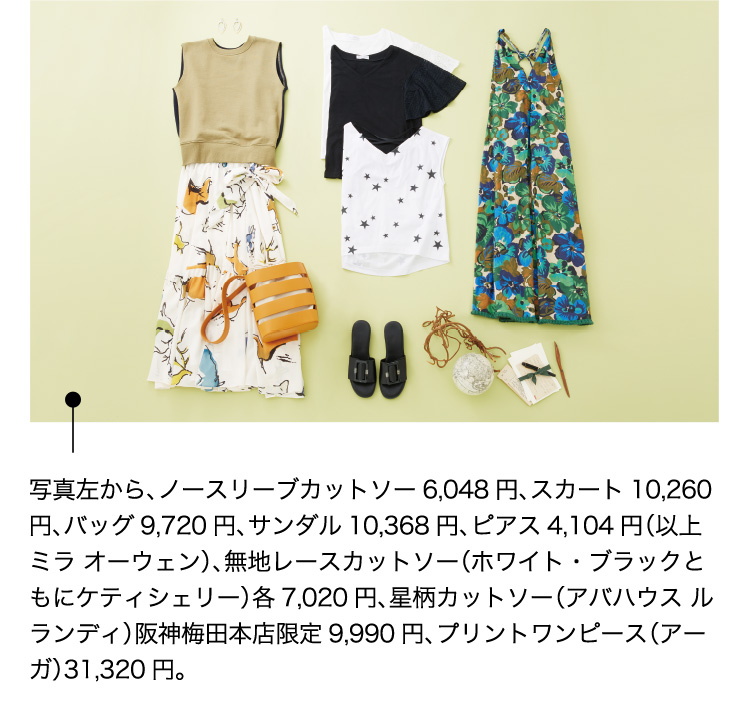 写真左から、ノースリーブカットソー 6,048 円、スカート 10,260
円、バッグ 9,720 円、サンダル 10,368 円、ピアス 4,104 円（以上
ミラ オーウェン）、無地レースカットソー（ホワイト・ブラックと
もにケティシェリー）各 7,020 円、星柄カットソー（アバハウス ル
ランディ）阪神梅田本店限定 9,990 円、プリントワンピース（アー
ガ）31,320 円。